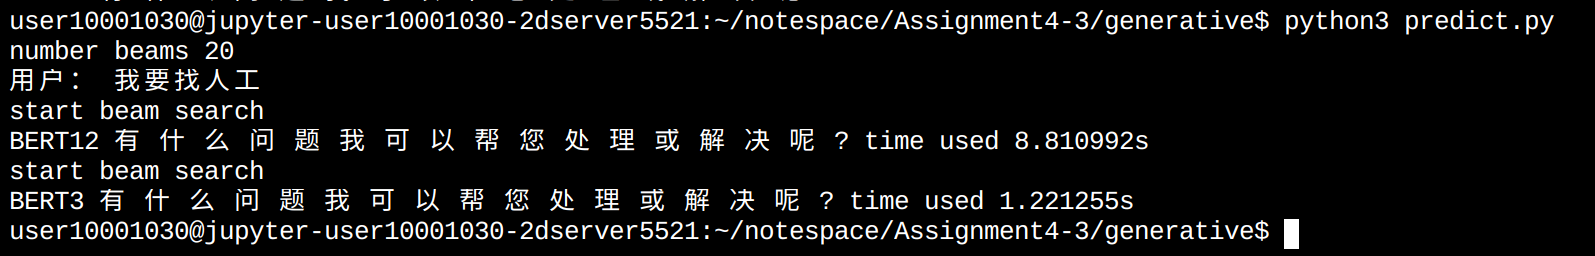 user10001030@jupyter-user10001030-2dserver5521:~/notespace/Assignment4-3/generative$ python3 predict.py
number beams 20
用户： 我要找人工
start beam search
BERT12 有 什 么 问 题 我 可 以 帮 您 处 理 或 解 决 呢 ? time used 8.810992s
start beam search
BERT3 有 什 么 问 题 我 可 以 帮 您 处 理 或 解 决 呢 ? time used 1.221255s
user10001030@jupyter-user10001030-2dserver5521:~/notespace/Assignment4-3/generative$